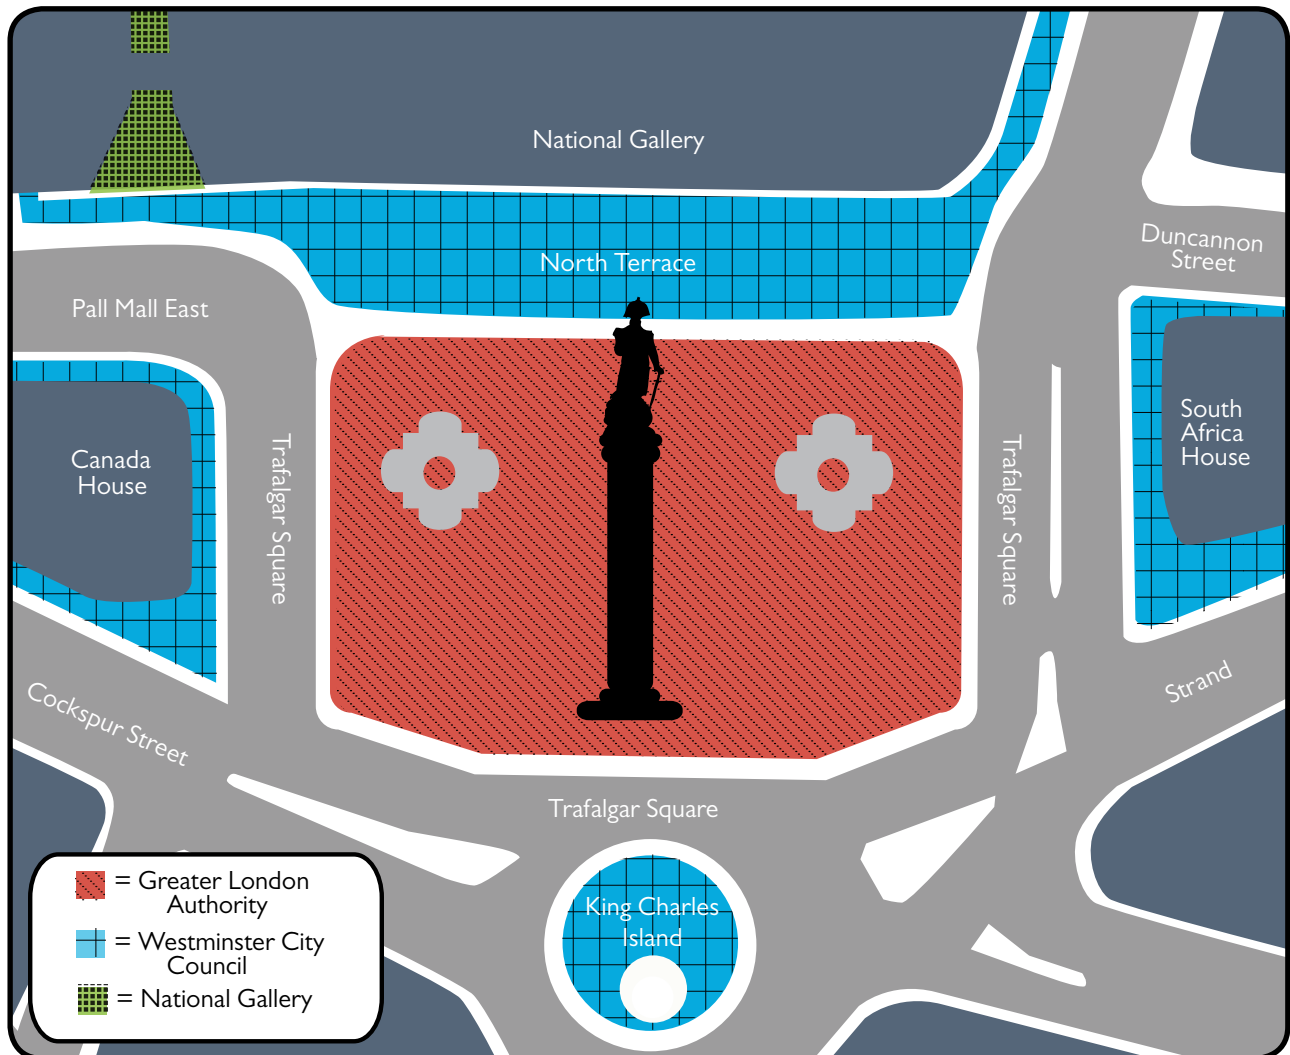 National Gallery
North Terrace
Duncannon
Street
Pall Mall East
Canada
House
Trafalgar Square
Trafalgar Square
South
Africa
House
Cockspur Street
Strand
Trafalgar Square
King Charles
Island
= Greater London
Authority
= Westminster City
Council
= National Gallery